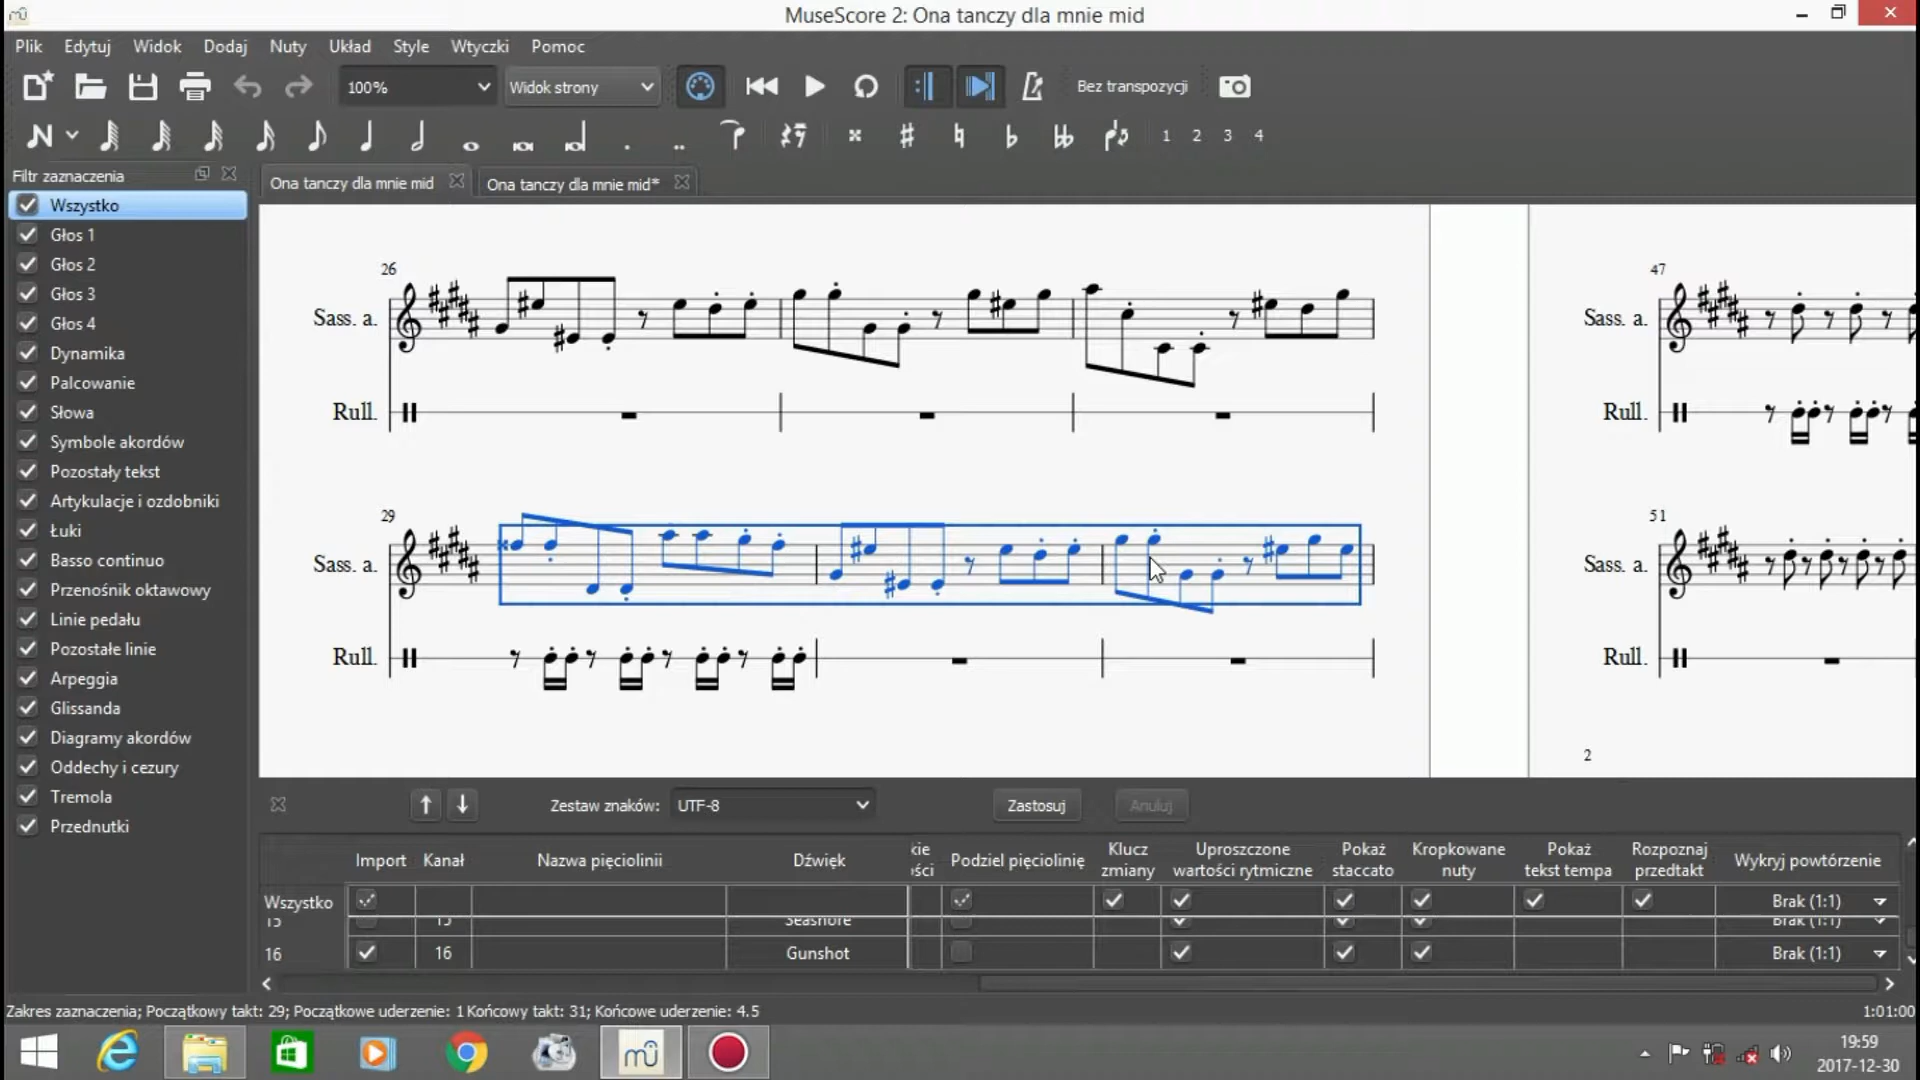 MuseScore 2: Ona tanczy dla mnie mid
Plik Edytuj Widok Dodaj Nuty Układ Style Wtyczki Pomoc
100% Widok strony Bez transpozycji
1 2 3 4
Filtr zaznaczenia
Ona tanczy dla mnie mid Ona tanczy dla mnie mid*
Wszystko
Głos 1
Głos 2
Głos 3
Głos 4
Dynamika
Palcowanie
Słowa
Symbole akordów
Pozostały tekst
Artykulacje i ozdobniki
Łuki
Basso continuo
Przenośnik oktawowy
Linie pedału
Pozostałe linie
Arpeggia
Glissanda
Diagramy akordów
Oddechy i cezury
Tremola
Przednutki
26
Sass. a.
Rull.
29
Sass. a.
Rull.
47
Sass. a.
Rull.
51
Sass. a.
Rull.
2
Zestaw znaków: UTF-8 Zastosuj Anuluj
Import Kanał Nazwa pięciolinii Dźwięk Podziel pięciolinię Klucz zmiany Uproszczone wartości rytmiczne Pokaż staccato Kropkowane nuty Pokaż tekst tempa Rozpoznaj przedtakt Wykryj powtórzenie
Wszystko Brak (1:1)
15 15 Seashore Brak (1:1)
16 16 Gunshot Brak (1:1)
Zakres zaznaczenia; Początkowy takt: 29; Początkowe uderzenie: 1 Końcowy takt: 31; Końcowe uderzenie: 4.5 1:01:00
19:59
2017-12-30